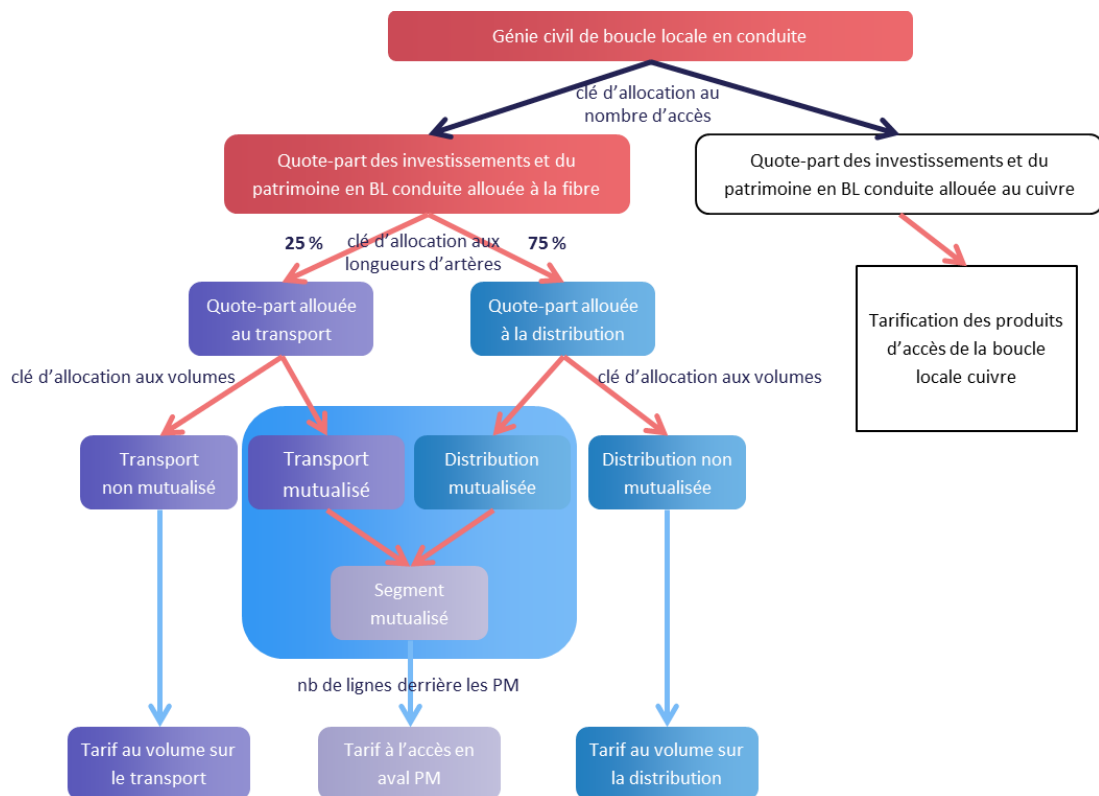 Génie civil de boucle locale en conduite
clé d'allocation au
nombre d'accès
Quote-part des investissements et du
patrimoine en BL conduite allouée à la fibre
Quote-part des investissements et du
patrimoine en BL conduite allouée au cuivre
25 %
clé d'allocation aux
longueurs d'artères
75 %
Quote-part allouée
au transport
Quote-part allouée
à la distribution
Tarification des produits
d'accès de la boucle
locale cuivre
clé d'allocation aux volumes
clé d'allocation aux volumes
Transport
non mutualisé
Transport
mutualisé
Distribution
mutualisée
Distribution non
mutualisée
Segment
mutualisé
nb de lignes derrière les PM
Tarif au volume sur
le transport
Tarif à l'accès en
aval PM
Tarif au volume sur
la distribution